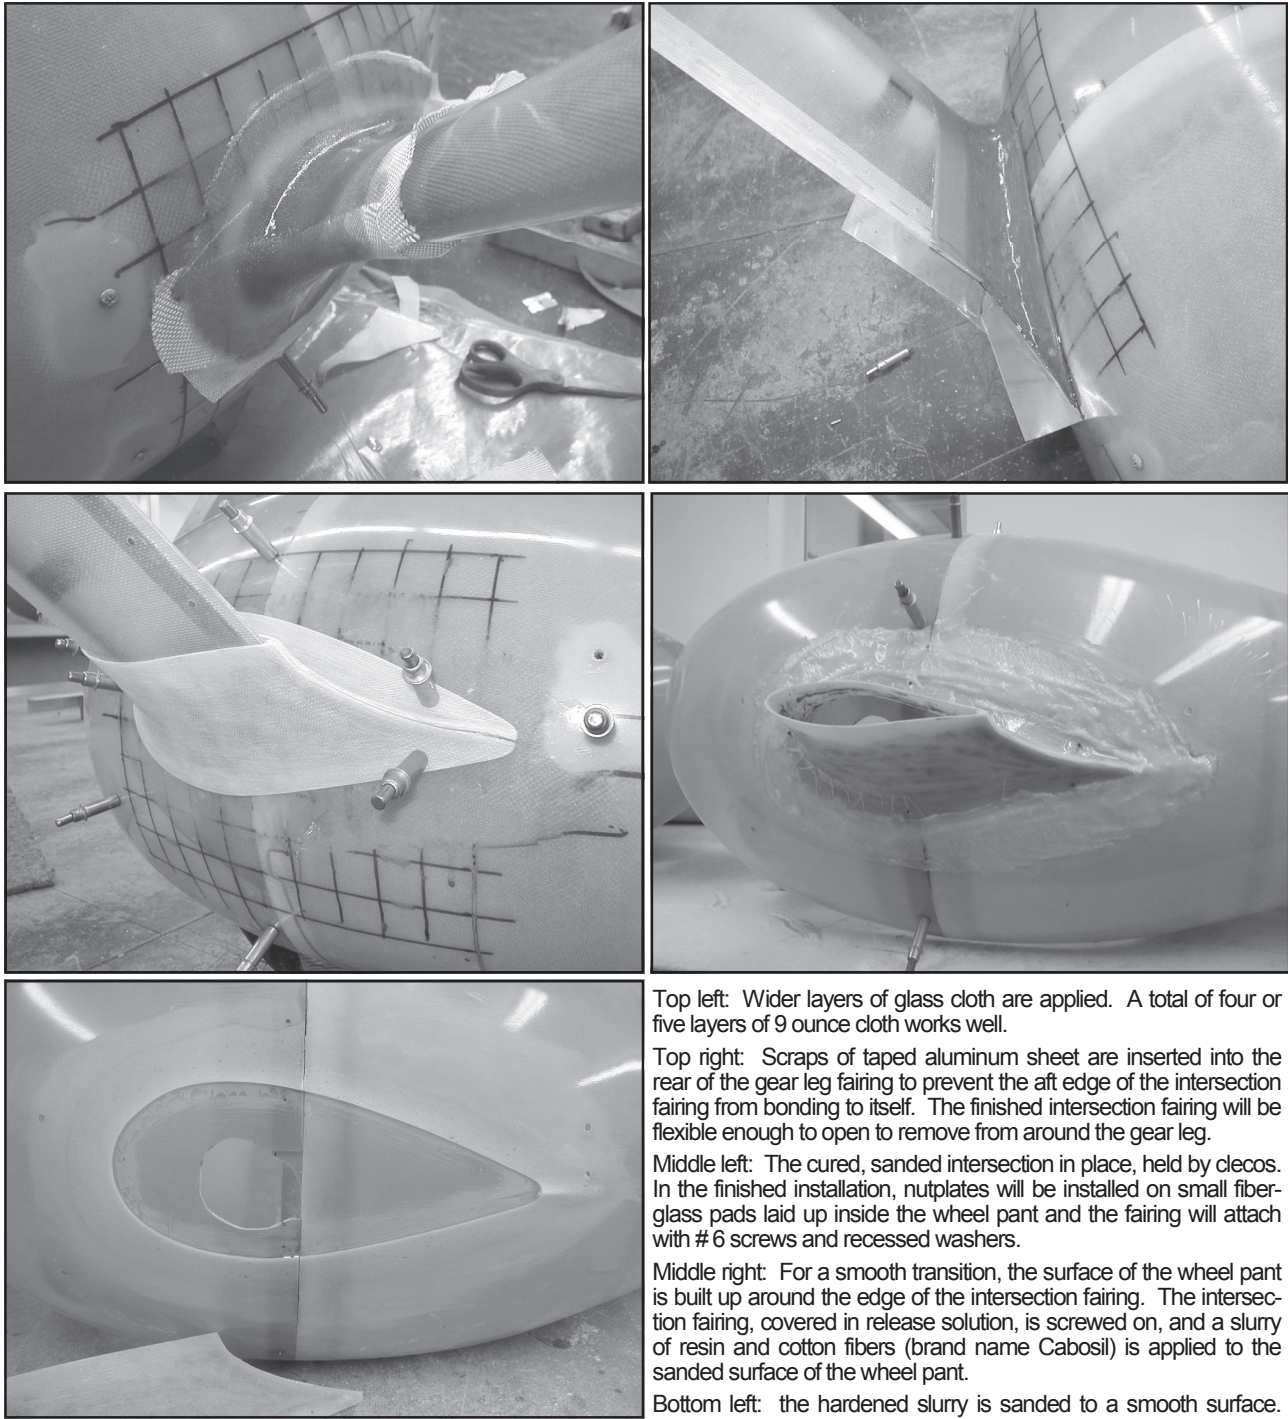 Top left: Wider layers of glass cloth are applied. A total of four or
five layers of 9 ounce cloth works well.
Top right: Scraps of taped aluminum sheet are inserted into the
rear of the gear leg fairing to prevent the aft edge of the intersection
fairing from bonding to itself. The finished intersection fairing will be
flexible enough to open to remove from around the gear leg.
Middle left: The cured, sanded intersection in place, held by clecos.
In the finished installation, nutplates will be installed on small fiber-
glass pads laid up inside the wheel pant and the fairing will attach
with # 6 screws and recessed washers.
Middle right: For a smooth transition, the surface of the wheel pant
is built up around the edge of the intersection fairing. The intersec-
tion fairing, covered in release solution, is screwed on, and a slurry
of resin and cotton fibers (brand name Cabosil) is applied to the
sanded surface of the wheel pant.
Bottom left: the hardened slurry is sanded to a smooth surface.